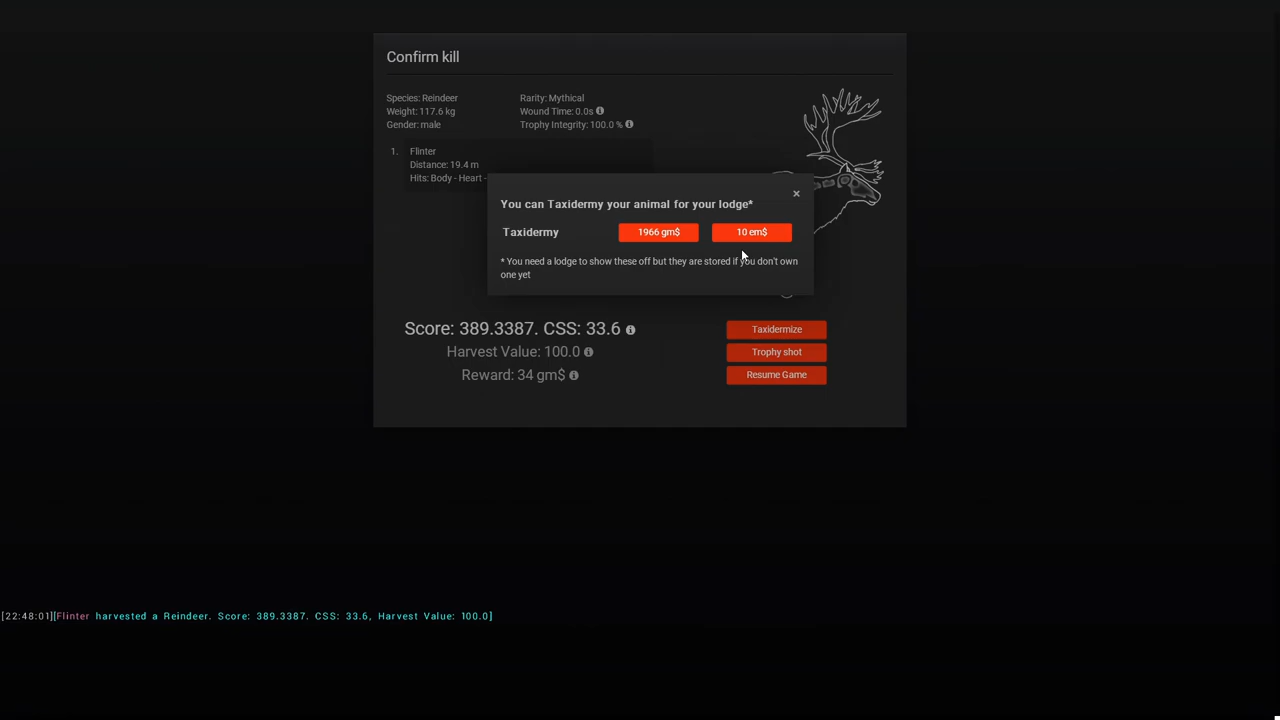 Confirm kill
Species: Reindeer
Rarity: Mythical
Weight: 117.6 kg
Wound Time: 0.0s
Gender: male
Trophy Integrity: 100.0 %
1. Flinter
Distance: 19.4 m
Hits: Body - Heart -
×
You can Taxidermy your animal for your lodge*
Taxidermy 1966 gm$ 10 em$
* You need a lodge to show these off but they are stored if you don't own
one yet
Score: 389.3387. CSS: 33.6
Taxidermize
Harvest Value: 100.0
Trophy shot
Reward: 34 gm$
Resume Game
[22:48:01][Flinter harvested a Reindeer. Score: 389.3387. CSS: 33.6, Harvest Value: 100.0]